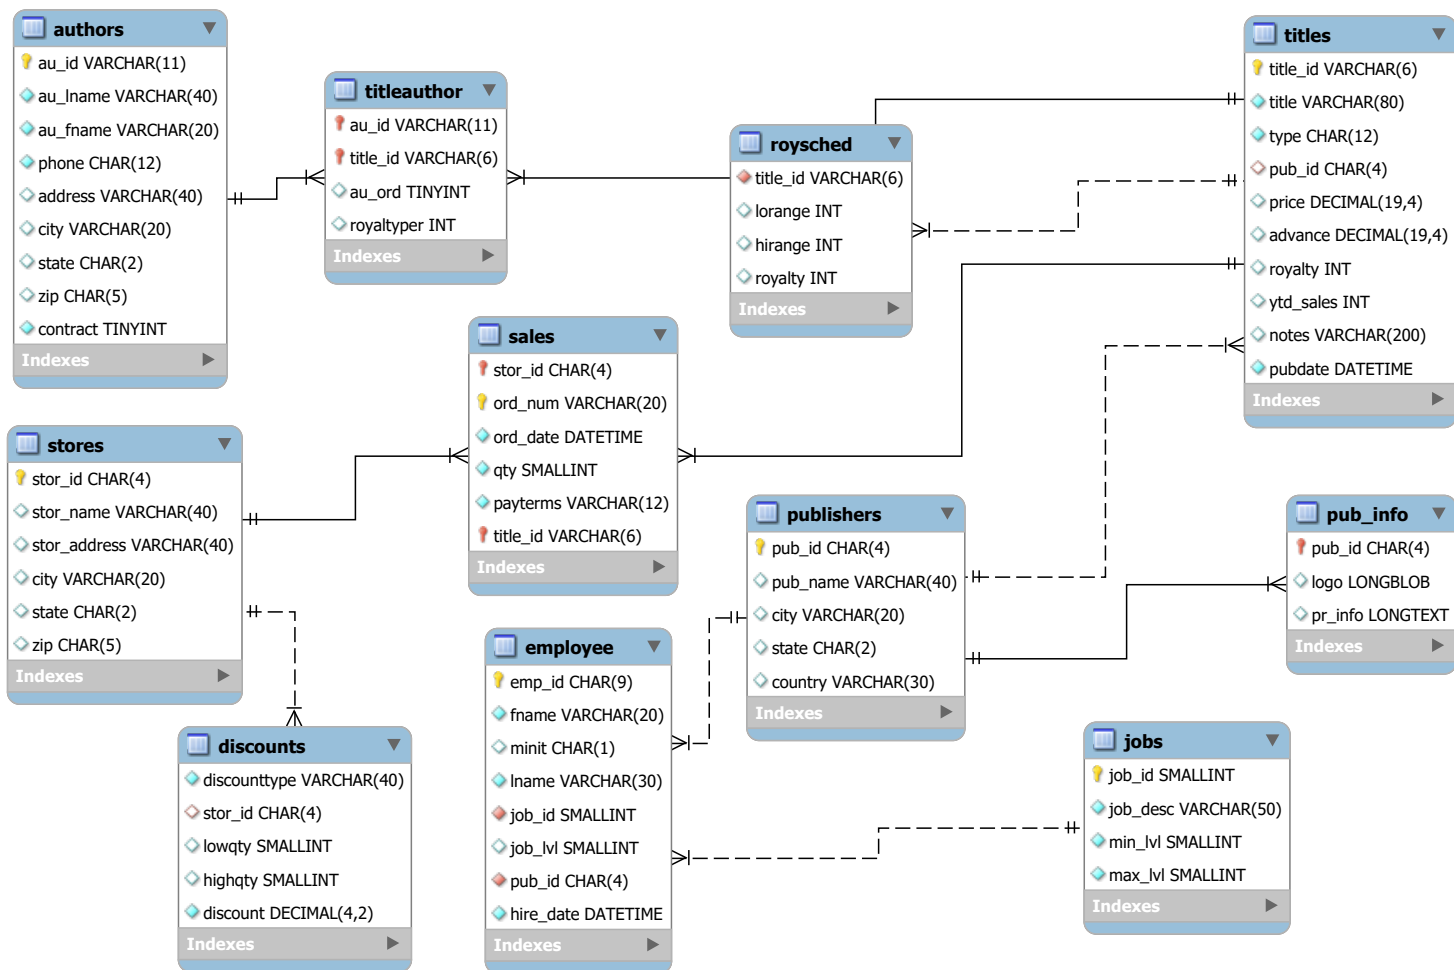 authors
au_id VARCHAR(11)
au_lname VARCHAR(40)
au_fname VARCHAR(20)
phone CHAR(12)
address VARCHAR(40)
city VARCHAR(20)
state CHAR(2)
zip CHAR(5)
contract TINYINT
Indexes
titleauthor
au_id VARCHAR(11)
title_id VARCHAR(6)
au_ord TINYINT
royaltyper INT
Indexes
roysched
title_id VARCHAR(6)
lorange INT
hirange INT
royalty INT
Indexes
titles
title_id VARCHAR(6)
title VARCHAR(80)
type CHAR(12)
pub_id CHAR(4)
price DECIMAL(19,4)
advance DECIMAL(19,4)
royalty INT
ytd_sales INT
notes VARCHAR(200)
pubdate DATETIME
Indexes
sales
stor_id CHAR(4)
ord_num VARCHAR(20)
ord_date DATETIME
qty SMALLINT
payterms VARCHAR(12)
title_id VARCHAR(6)
Indexes
stores
stor_id CHAR(4)
stor_name VARCHAR(40)
stor_address VARCHAR(40)
city VARCHAR(20)
state CHAR(2)
zip CHAR(5)
Indexes
publishers
pub_id CHAR(4)
pub_name VARCHAR(40)
city VARCHAR(20)
state CHAR(2)
country VARCHAR(30)
Indexes
pub_info
pub_id CHAR(4)
logo LONGBLOB
pr_info LONGTEXT
Indexes
employee
emp_id CHAR(9)
fname VARCHAR(20)
minit CHAR(1)
lname VARCHAR(30)
job_id SMALLINT
job_lvl SMALLINT
pub_id CHAR(4)
hire_date DATETIME
Indexes
discounts
discounttype VARCHAR(40)
stor_id CHAR(4)
lowqty SMALLINT
highqty SMALLINT
discount DECIMAL(4,2)
Indexes
jobs
job_id SMALLINT
job_desc VARCHAR(50)
min_lvl SMALLINT
max_lvl SMALLINT
Indexes